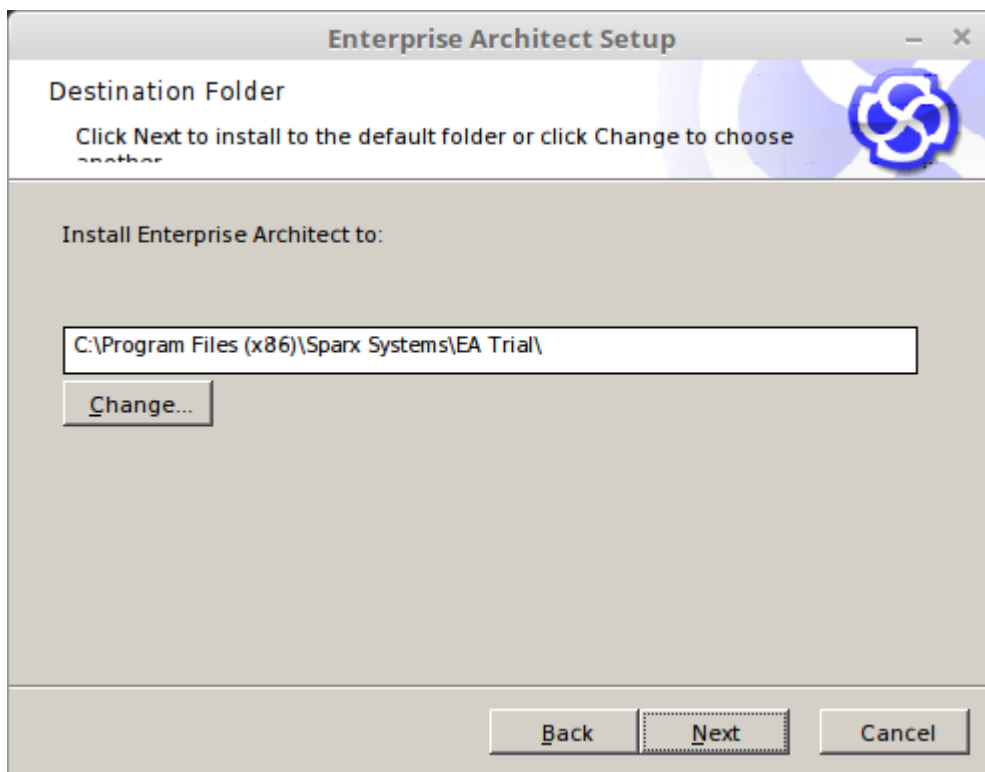 Enterprise Architect Setup
Destination Folder
Click Next to install to the default folder or click Change to choose
another
Install Enterprise Architect to:
C:\Program Files (x86)\Sparx Systems\EA Trial\
Change...
Back
Next
Cancel